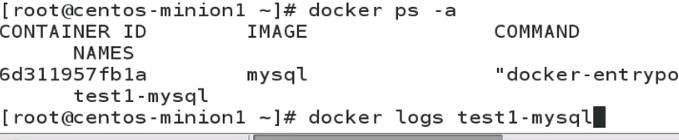 [root@centos-minion1 ~]# docker ps -a
CONTAINER ID        IMAGE               COMMAND
      NAMES
6d311957fb1a        mysql               "docker-entrypo
      test1-mysql
[root@centos-minion1 ~]# docker logs test1-mysql